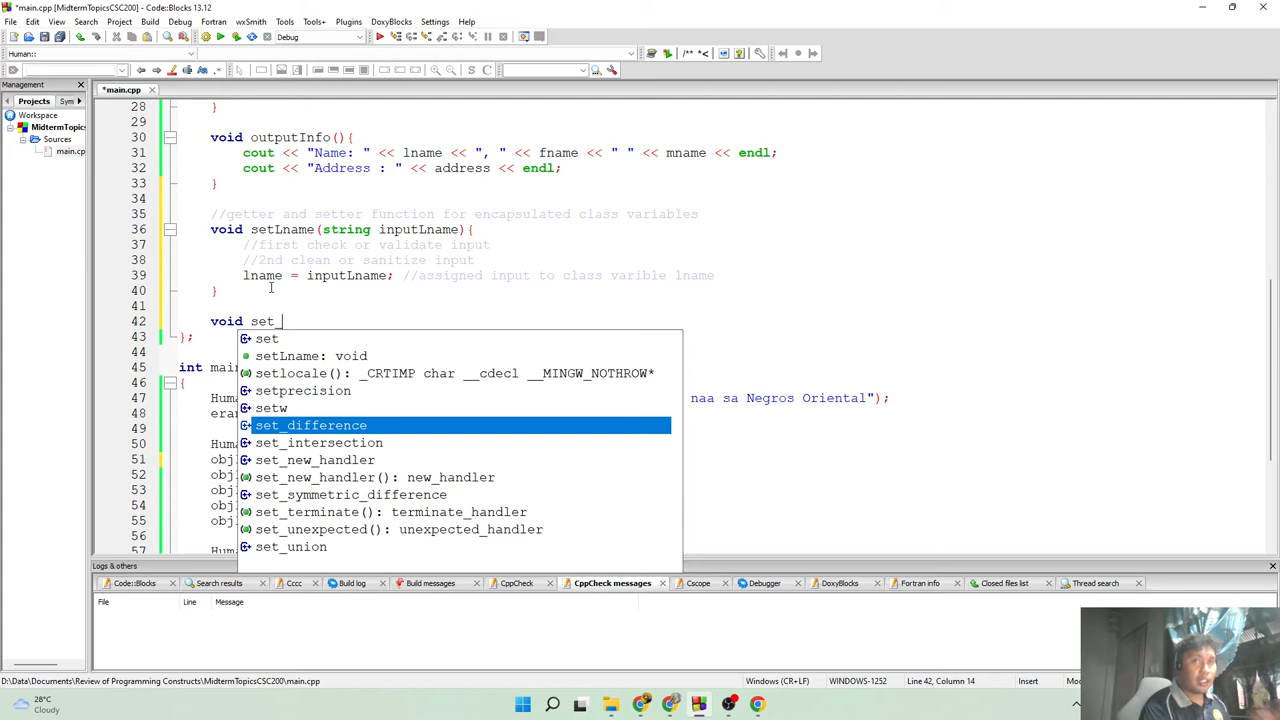 *main.cpp [MidtermTopicsCSC200] - Code::Blocks 13.12
File Edit View Search Project Build Debug Fortran wxSmith Tools Tools+ Plugins DoxyBlocks Settings Help
Debug
/** *<
Human::
S C
Management
*main.cpp
Projects Sym
Workspace
MidtermTopics
Sources
main.cp
28 }
29
30 void outputInfo(){
31 cout << "Name: " << lname << ", " << fname << " " << mname << endl;
32 cout << "Address : " << address << endl;
33 }
34
35 //getter and setter function for encapsulated class variables
36 void setLname(string inputLname){
37 //first check or validate input
38 //2nd clean or sanitize input
39 lname = inputLname; //assigned input to class varible lname
40 }
41
42 void set_
43 };
44
45 int mai
46 {
47 Huma naa sa Negros Oriental");
48 eran
49
50 Huma
51 obj
52 obj
53 obj
54 obj
55 obj
56
57 Huma
set
setLname: void
setlocale(): _CRTIMP char __cdecl __MINGW_NOTHROW*
setprecision
setw
set_difference
set_intersection
set_new_handler
set_new_handler(): new_handler
set_symmetric_difference
set_terminate(): terminate_handler
set_unexpected(): unexpected_handler
set_union
Logs & others
Code::Blocks Search results Cccc Build log Build messages CppCheck CppCheck messages Cscope Debugger DoxyBlocks Fortran info Closed files list Thread search
File Line Message
D:\Data\Documents\Review of Programming Constructs\MidtermTopicsCSC200\main.cpp Windows (CR+LF) WINDOWS-1252 Line 42, Column 14 Insert Mo
28°C
Cloudy